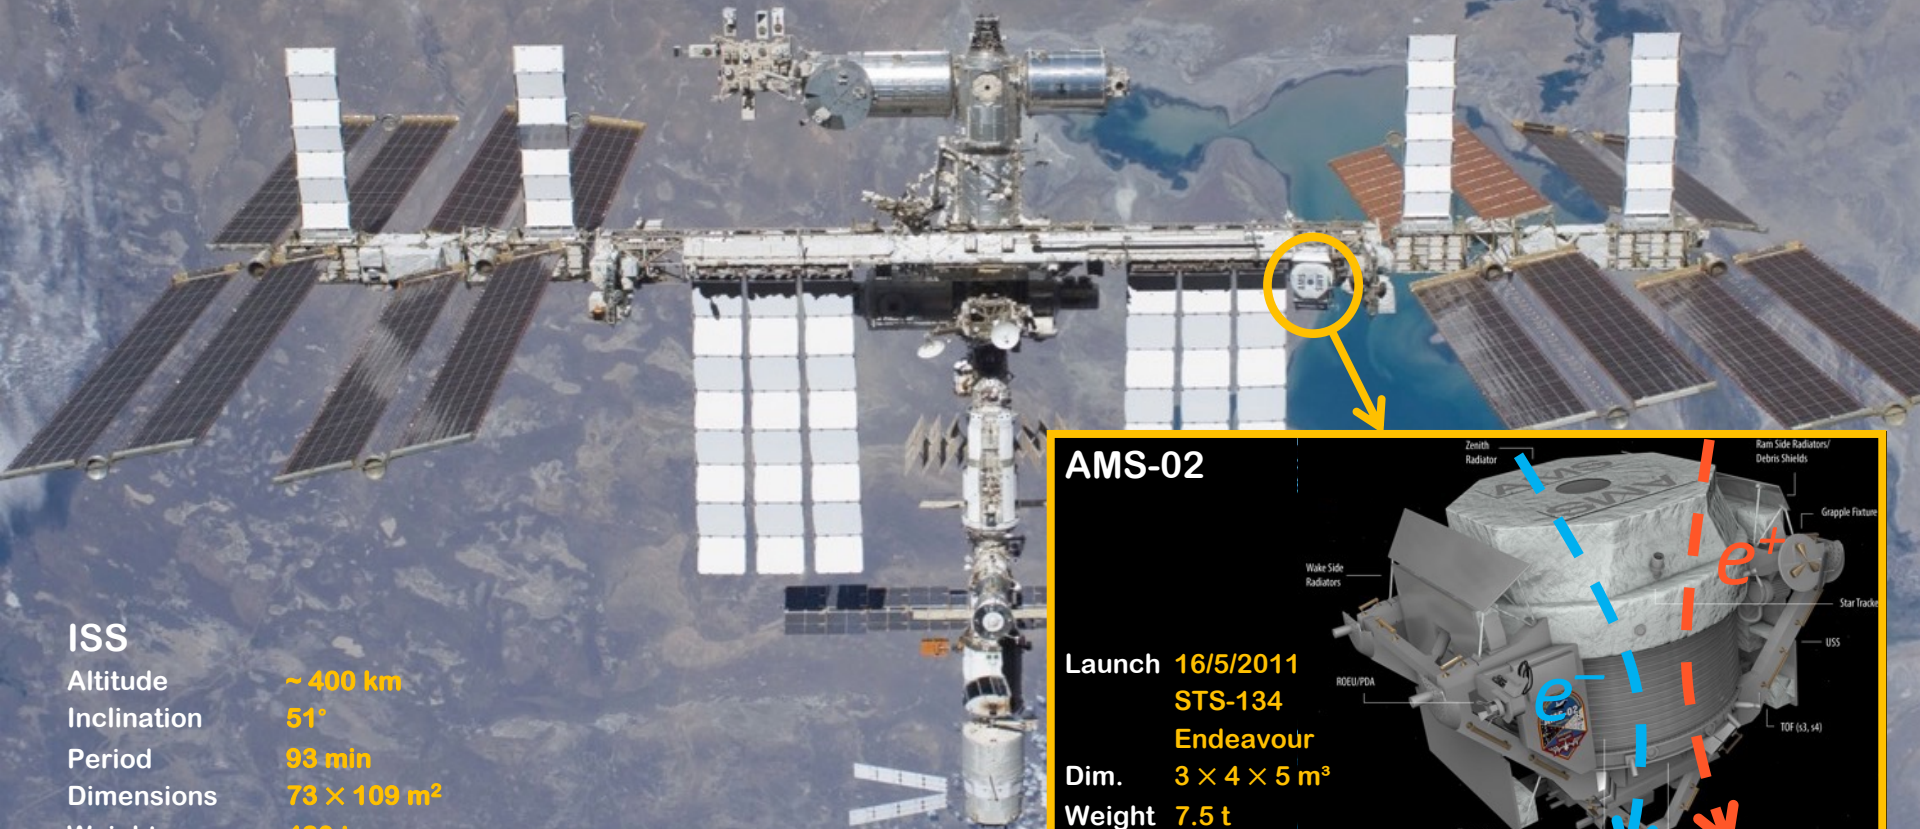 ISS
Altitude ~ 400 km
Inclination 51°
Period 93 min
Dimensions 73 × 109 m²
AMS-02
Launch 16/5/2011
STS-134
Endeavour
Dim. 3 × 4 × 5 m³
Weight 7.5 t
Zenith
Radiator
Ram Side Radiators/
Debris Shields
Grapple Fixture
Wake Side
Radiators
e⁺
Star Tracke
USS
ROEU/PDA
e⁻
TOF (s3, s4)
AMS